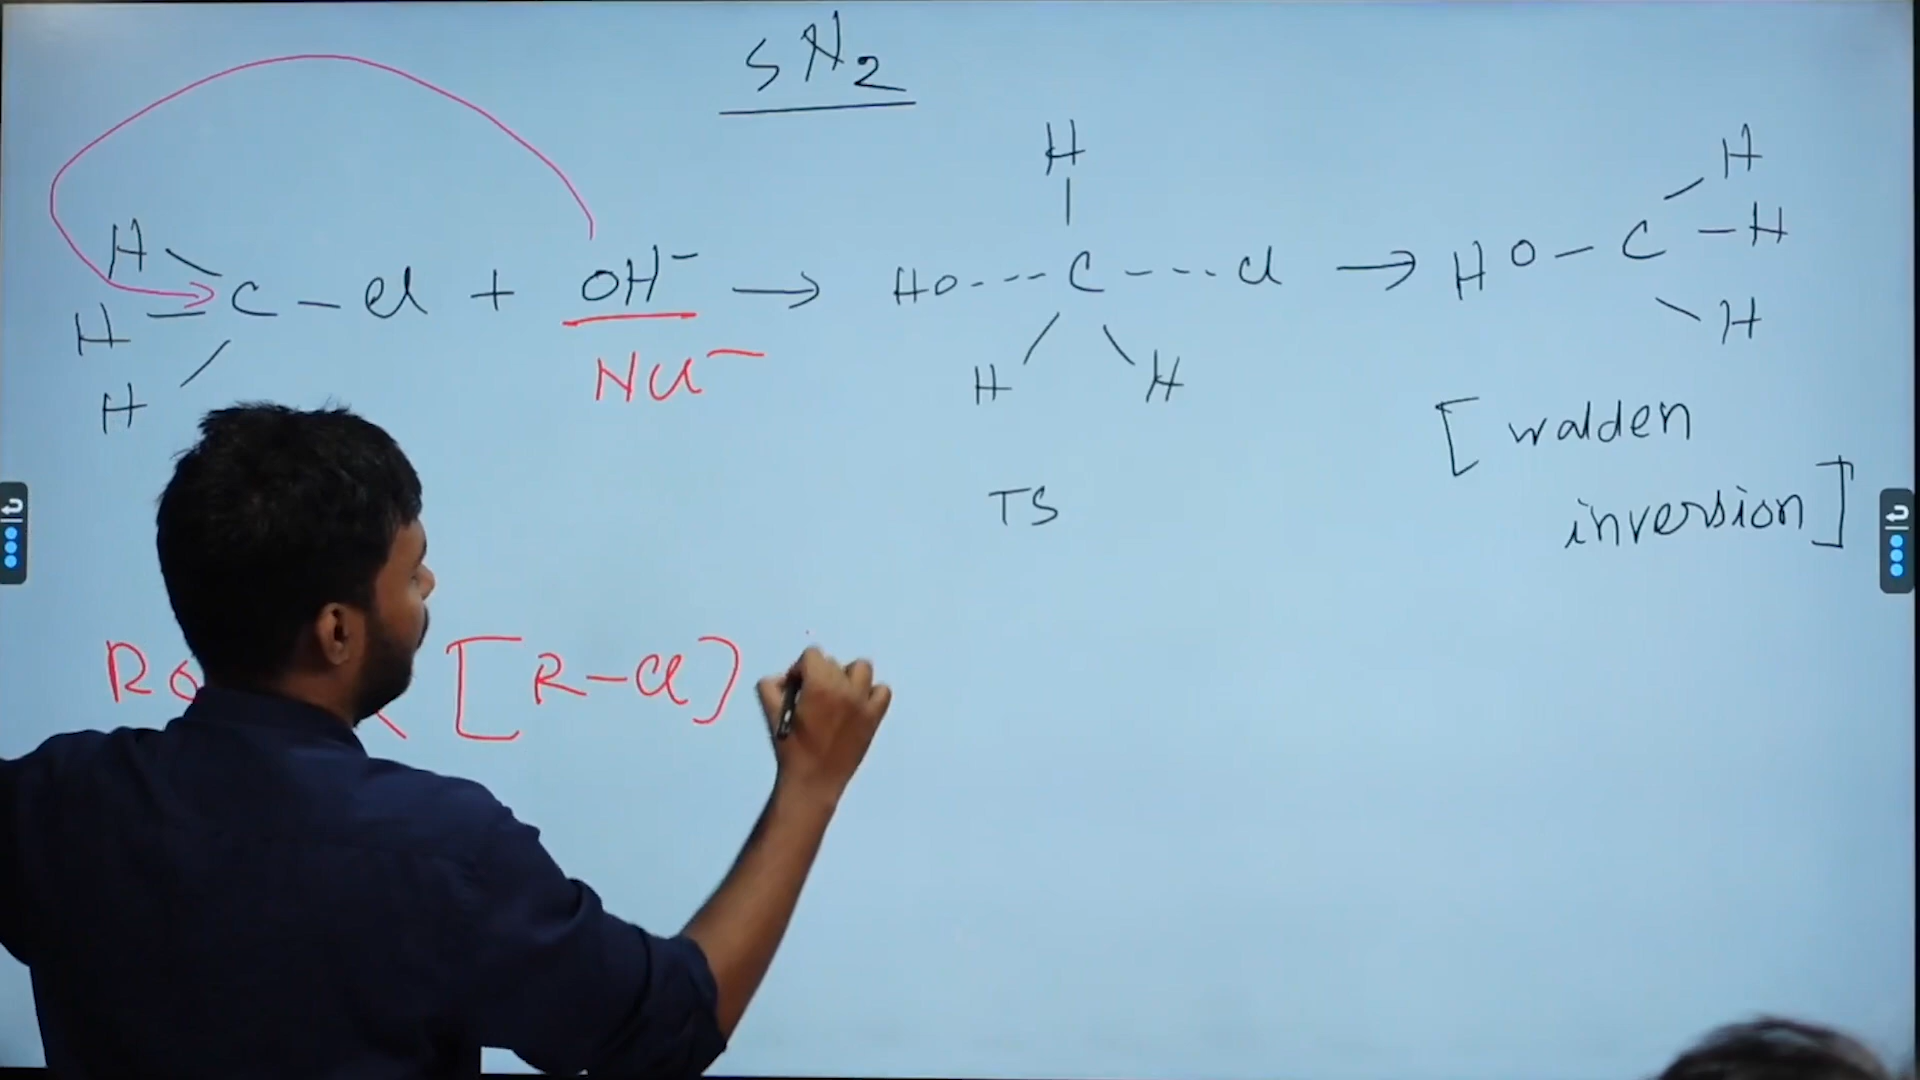 SN2
H
H
H
C - Cl + OH⁻ →
Nu⁻
H
HO---C----Cl →
H H
TS
HO - C - H
H
H
[walden
inversion]
[R-Cl]